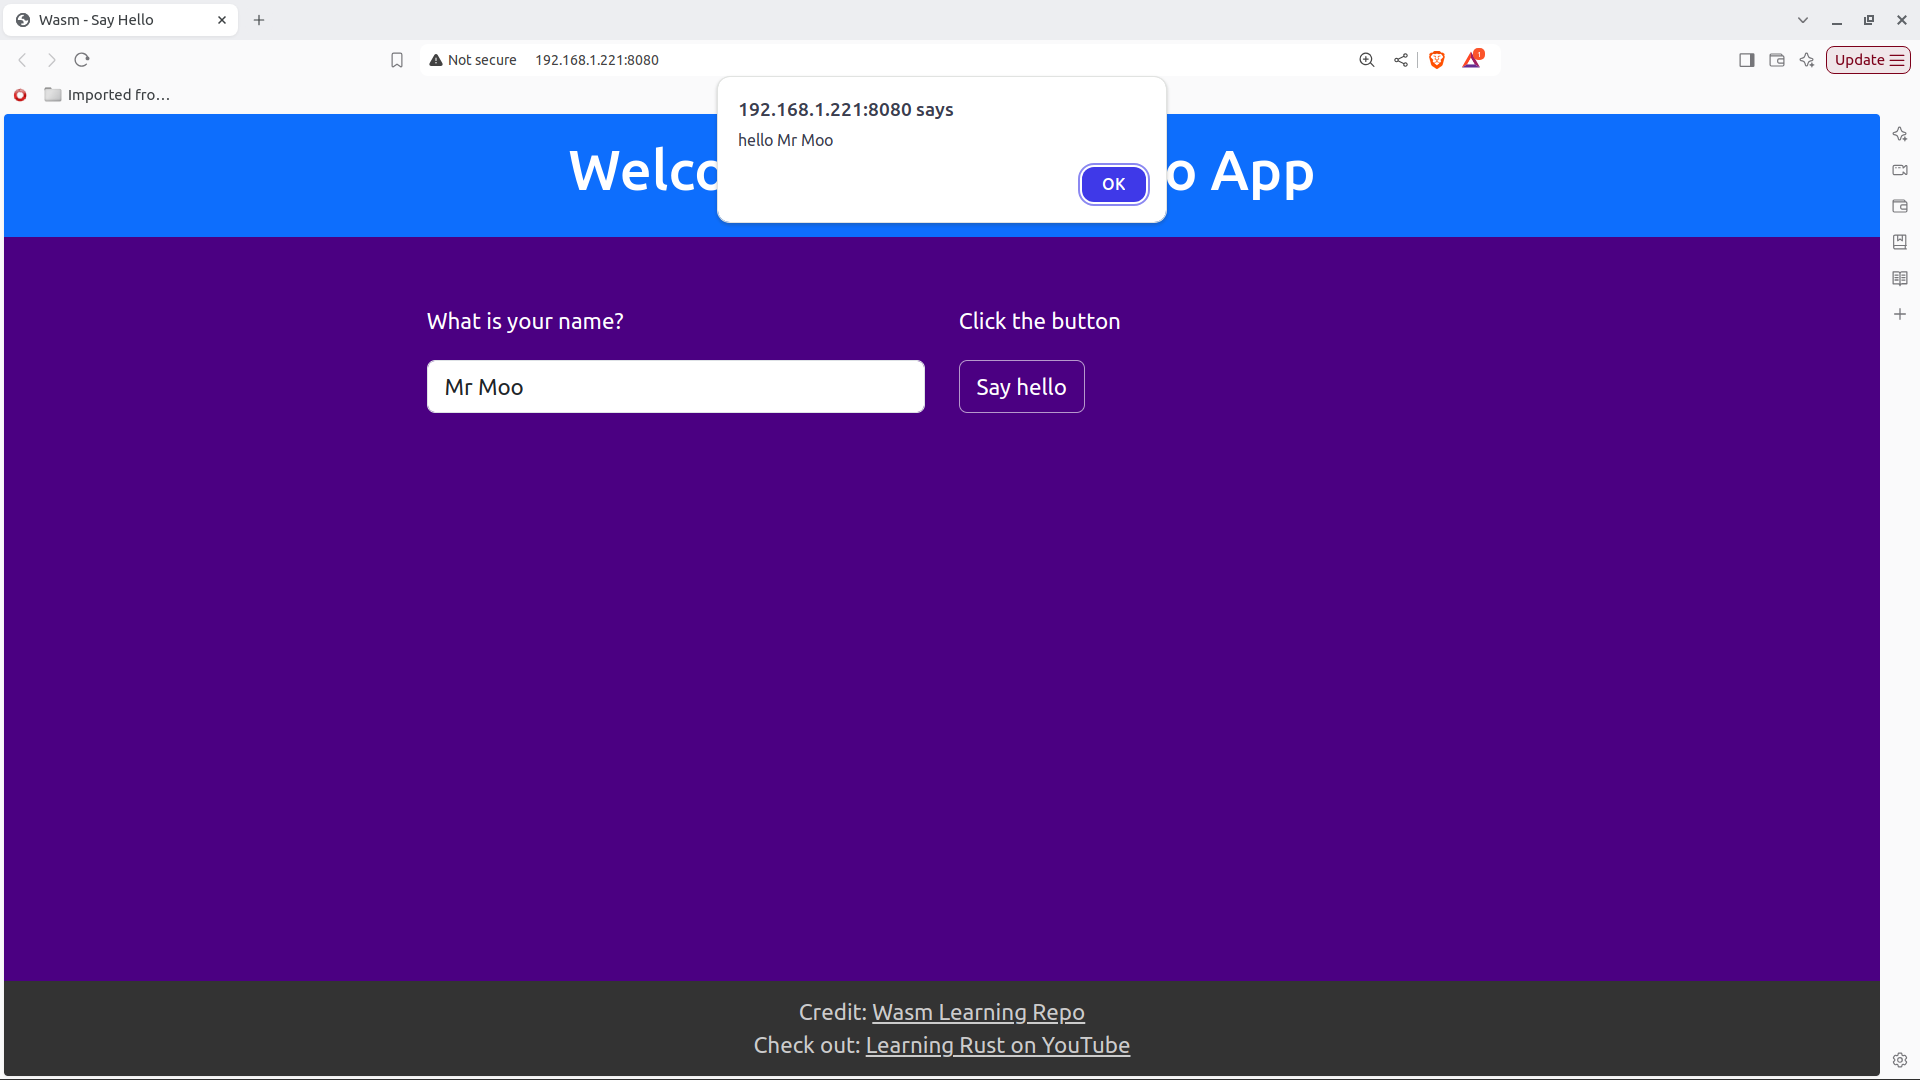 Wasm - Say Hello
Not secure 192.168.1.221:8080
1
Update
Imported fro...
192.168.1.221:8080 says
hello Mr Moo
OK
App
What is your name?
Click the button
Mr Moo
Say hello
Credit: Wasm Learning Repo
Check out: Learning Rust on YouTube